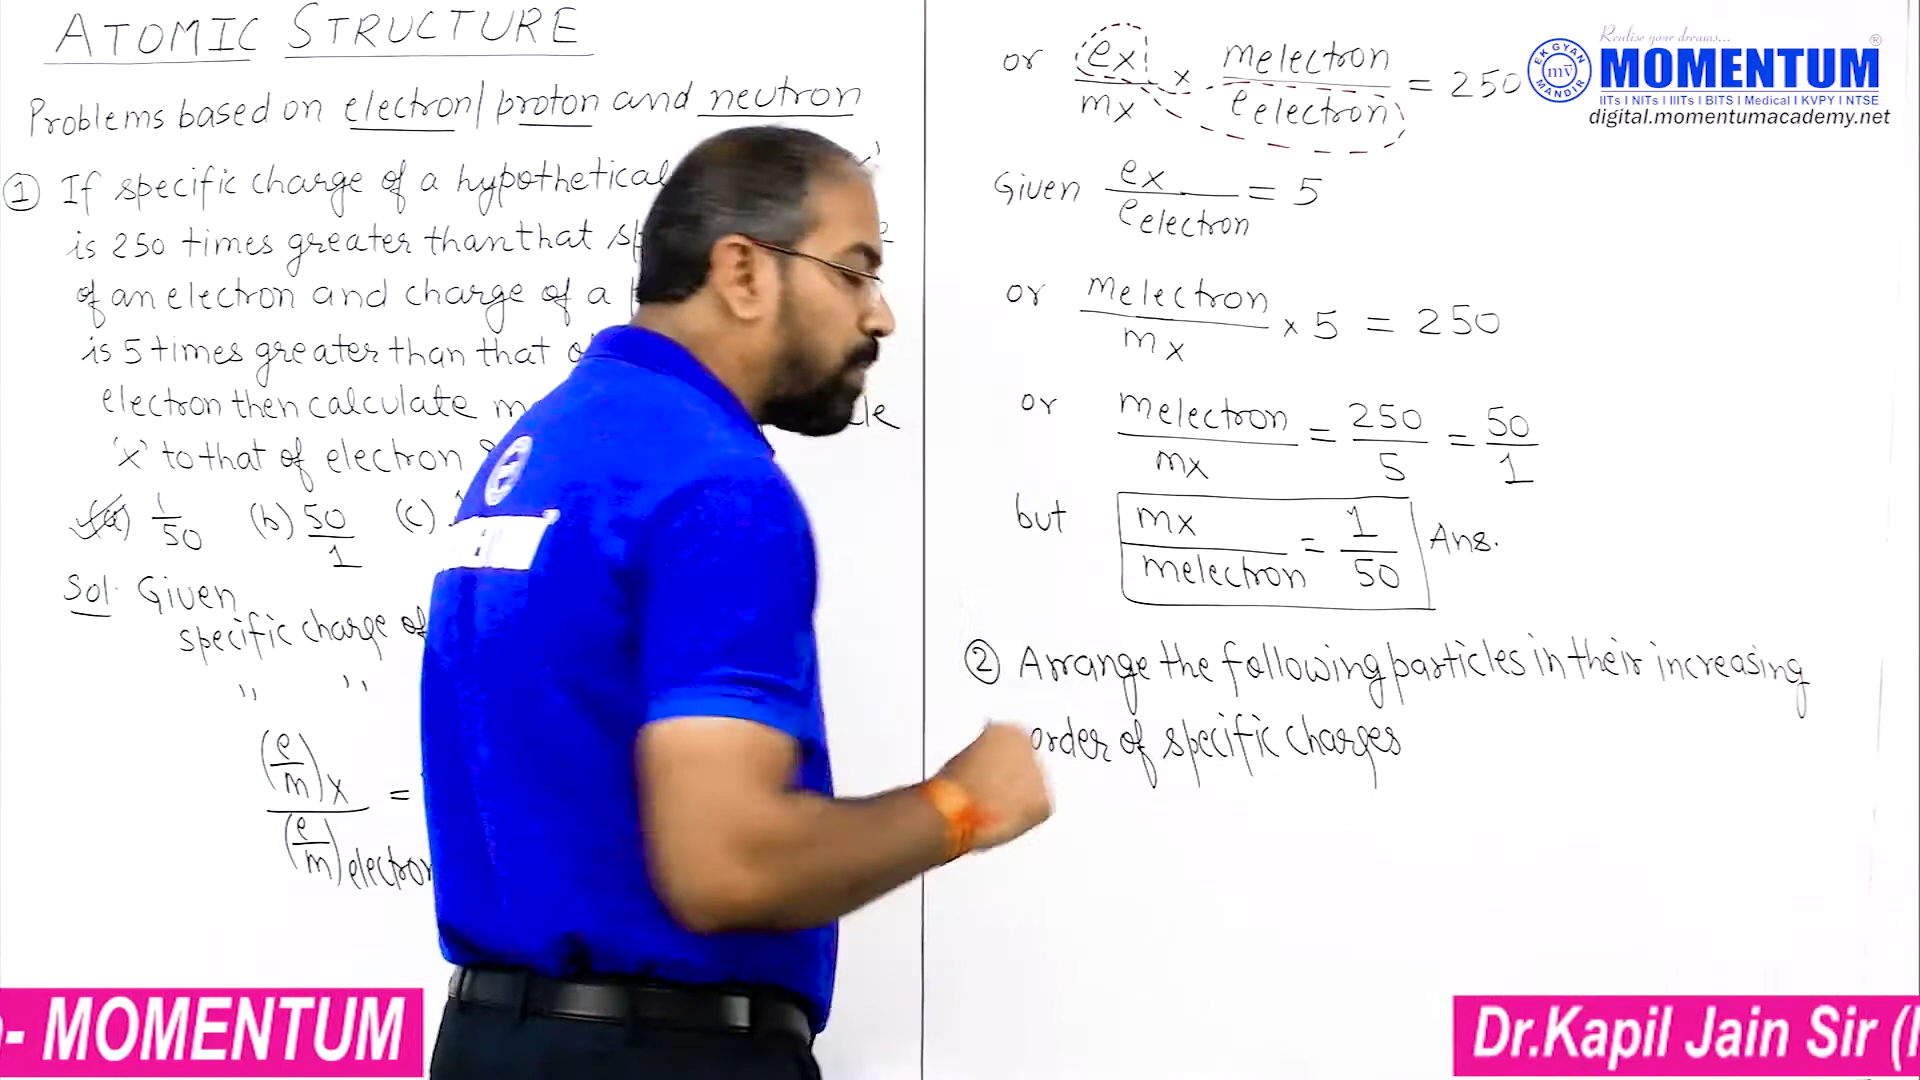 ATOMIC STRUCTURE
Problems based on electron/proton and neutron
① If specific charge of a hypothetical
is 250 times greater than that
of an electron and charge of a
is 5 times greater than that
electron then calculate
'x' to that of electron
(a) 1/50 (b) 50/1 (c)
Sol. Given
specific charge of
,, ,,
(e/m)x =
(e/m)electron
or ex/mx × melectron/eelectron = 250
Given ex/eelectron = 5
or melectron/mx × 5 = 250
or melectron/mx = 250/5 = 50/1
but mx/melectron = 1/50 Ans.
② Arrange the following particles in their increasing
order of specific charges
Realise your dreams...
EK GYAN MANDIR
mv
MOMENTUM®
IITs I NITs I IIITs I BITS I Medical I KVPY I NTSE
digital.momentumacademy.net
- MOMENTUM
Dr.Kapil Jain Sir